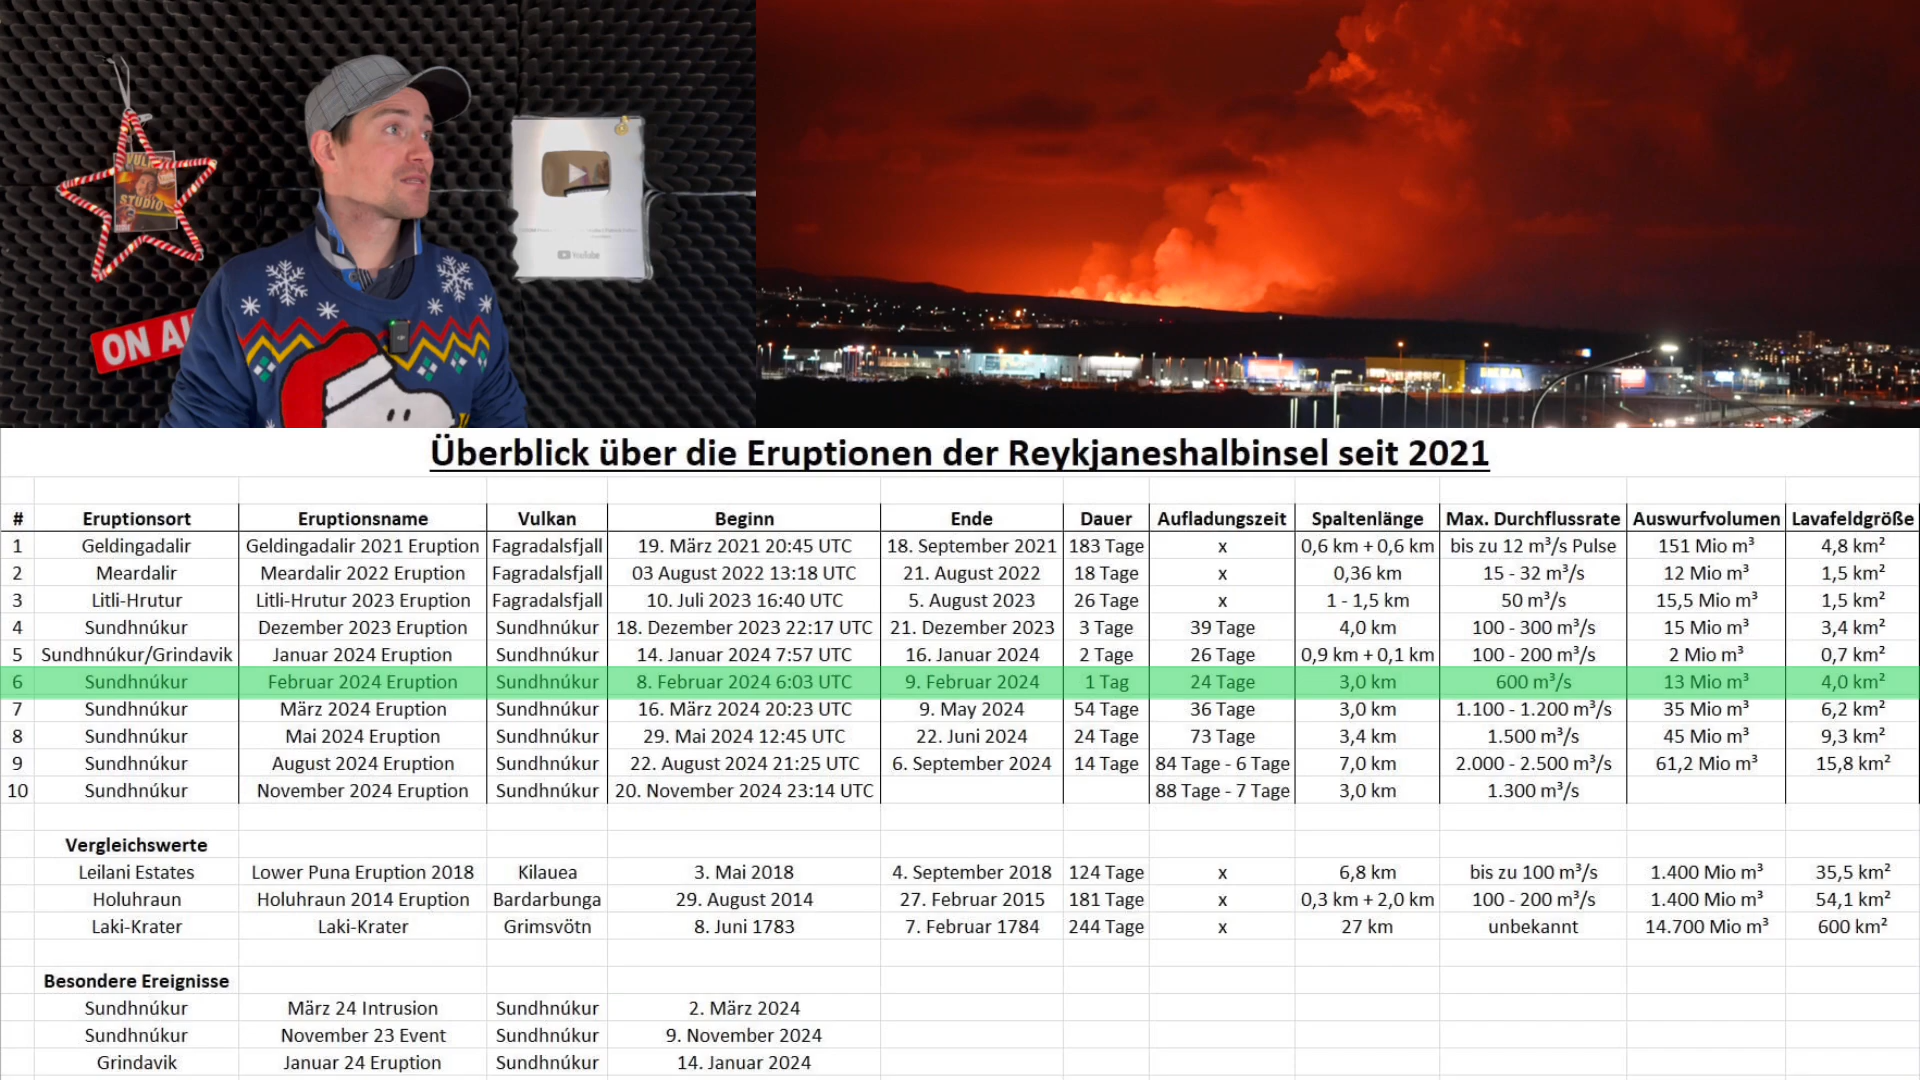 VULK
STUDIO
ON A
YouTube
IKEA
Überblick über die Eruptionen der Reykjaneshalbinsel seit 2021
# Eruptionsort Eruptionsname Vulkan Beginn Ende Dauer Aufladungszeit Spaltenlänge Max. Durchflussrate Auswurfvolumen Lavafeldgröße
1 Geldingadalir Geldingadalir 2021 Eruption Fagradalsfjall 19. März 2021 20:45 UTC 18. September 2021 183 Tage x 0,6 km + 0,6 km bis zu 12 m³/s Pulse 151 Mio m³ 4,8 km²
2 Meardalir Meardalir 2022 Eruption Fagradalsfjall 03 August 2022 13:18 UTC 21. August 2022 18 Tage x 0,36 km 15 - 32 m³/s 12 Mio m³ 1,5 km²
3 Litli-Hrutur Litli-Hrutur 2023 Eruption Fagradalsfjall 10. Juli 2023 16:40 UTC 5. August 2023 26 Tage x 1 - 1,5 km 50 m³/s 15,5 Mio m³ 1,5 km²
4 Sundhnúkur Dezember 2023 Eruption Sundhnúkur 18. Dezember 2023 22:17 UTC 21. Dezember 2023 3 Tage 39 Tage 4,0 km 100 - 300 m³/s 15 Mio m³ 3,4 km²
5 Sundhnúkur/Grindavik Januar 2024 Eruption Sundhnúkur 14. Januar 2024 7:57 UTC 16. Januar 2024 2 Tage 26 Tage 0,9 km + 0,1 km 100 - 200 m³/s 2 Mio m³ 0,7 km²
6 Sundhnúkur Februar 2024 Eruption Sundhnúkur 8. Februar 2024 6:03 UTC 9. Februar 2024 1 Tag 24 Tage 3,0 km 600 m³/s 13 Mio m³ 4,0 km²
7 Sundhnúkur März 2024 Eruption Sundhnúkur 16. März 2024 20:23 UTC 9. May 2024 54 Tage 36 Tage 3,0 km 1.100 - 1.200 m³/s 35 Mio m³ 6,2 km²
8 Sundhnúkur Mai 2024 Eruption Sundhnúkur 29. Mai 2024 12:45 UTC 22. Juni 2024 24 Tage 73 Tage 3,4 km 1.500 m³/s 45 Mio m³ 9,3 km²
9 Sundhnúkur August 2024 Eruption Sundhnúkur 22. August 2024 21:25 UTC 6. September 2024 14 Tage 84 Tage - 6 Tage 7,0 km 2.000 - 2.500 m³/s 61,2 Mio m³ 15,8 km²
10 Sundhnúkur November 2024 Eruption Sundhnúkur 20. November 2024 23:14 UTC 88 Tage - 7 Tage 3,0 km 1.300 m³/s
Vergleichswerte
Leilani Estates Lower Puna Eruption 2018 Kilauea 3. Mai 2018 4. September 2018 124 Tage x 6,8 km bis zu 100 m³/s 1.400 Mio m³ 35,5 km²
Holuhraun Holuhraun 2014 Eruption Bardarbunga 29. August 2014 27. Februar 2015 181 Tage x 0,3 km + 2,0 km 100 - 200 m³/s 1.400 Mio m³ 54,1 km²
Laki-Krater Laki-Krater Grimsvötn 8. Juni 1783 7. Februar 1784 244 Tage x 27 km unbekannt 14.700 Mio m³ 600 km²
Besondere Ereignisse
Sundhnúkur März 24 Intrusion Sundhnúkur 2. März 2024
Sundhnúkur November 23 Event Sundhnúkur 9. November 2024
Grindavik Januar 24 Eruption Sundhnúkur 14. Januar 2024